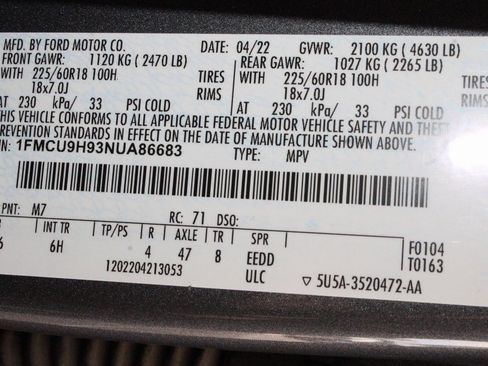 MFD. BY FORD MOTOR CO.
DATE: 04/22 GVWR: 2100 KG ( 4630 LB)
FRONT GAWR: 1120 KG ( 2470 LB)
REAR GAWR: 1027 KG ( 2265 LB)
WITH 225/60R18 100H TIRES
WITH 225/60R18 100H TIRES
18x7.0J RIMS
18x7.0J RIMS
AT 230 kPa/ 33 PSI COLD
AT 230 kPa/ 33 PSI COLD
THIS VEHICLE CONFORMS TO ALL APPLICABLE FEDERAL MOTOR VEHICLE SAFETY AND
PREVENTION STANDARDS IN EFFECT ON THE DATE OF MANUFACTURE SHOWN ABOVE.
1FMCU9H93NUA86683
TYPE: MPV
PNT: M7 RC: 71 DSO:
INT TR TP/PS R AXLE TR SPR
6H 4 47 8 EEDD
1202204213053 ULC
F0104
T0163
▽ 5U5A-3520472-AA